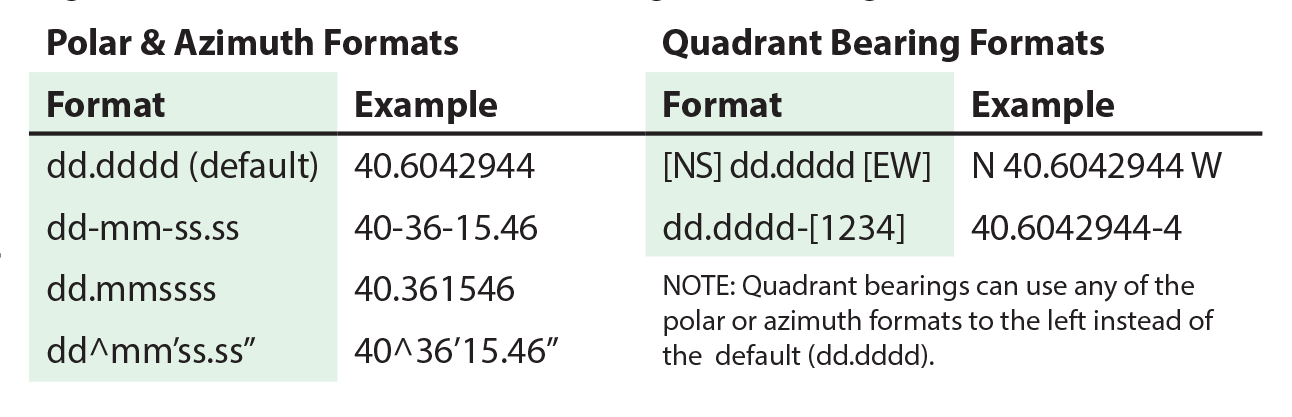 Polar & Azimuth Formats
Format Example
dd.dddd (default) 40.6042944
dd-mm-ss.ss 40-36-15.46
dd.mmssss 40.361546
dd^mm’ss.ss” 40^36’15.46”
Quadrant Bearing Formats
Format Example
[NS] dd.dddd [EW] N 40.6042944 W
dd.dddd-[1234] 40.6042944-4
NOTE: Quadrant bearings can use any of the
polar or azimuth formats to the left instead of
the default (dd.dddd).